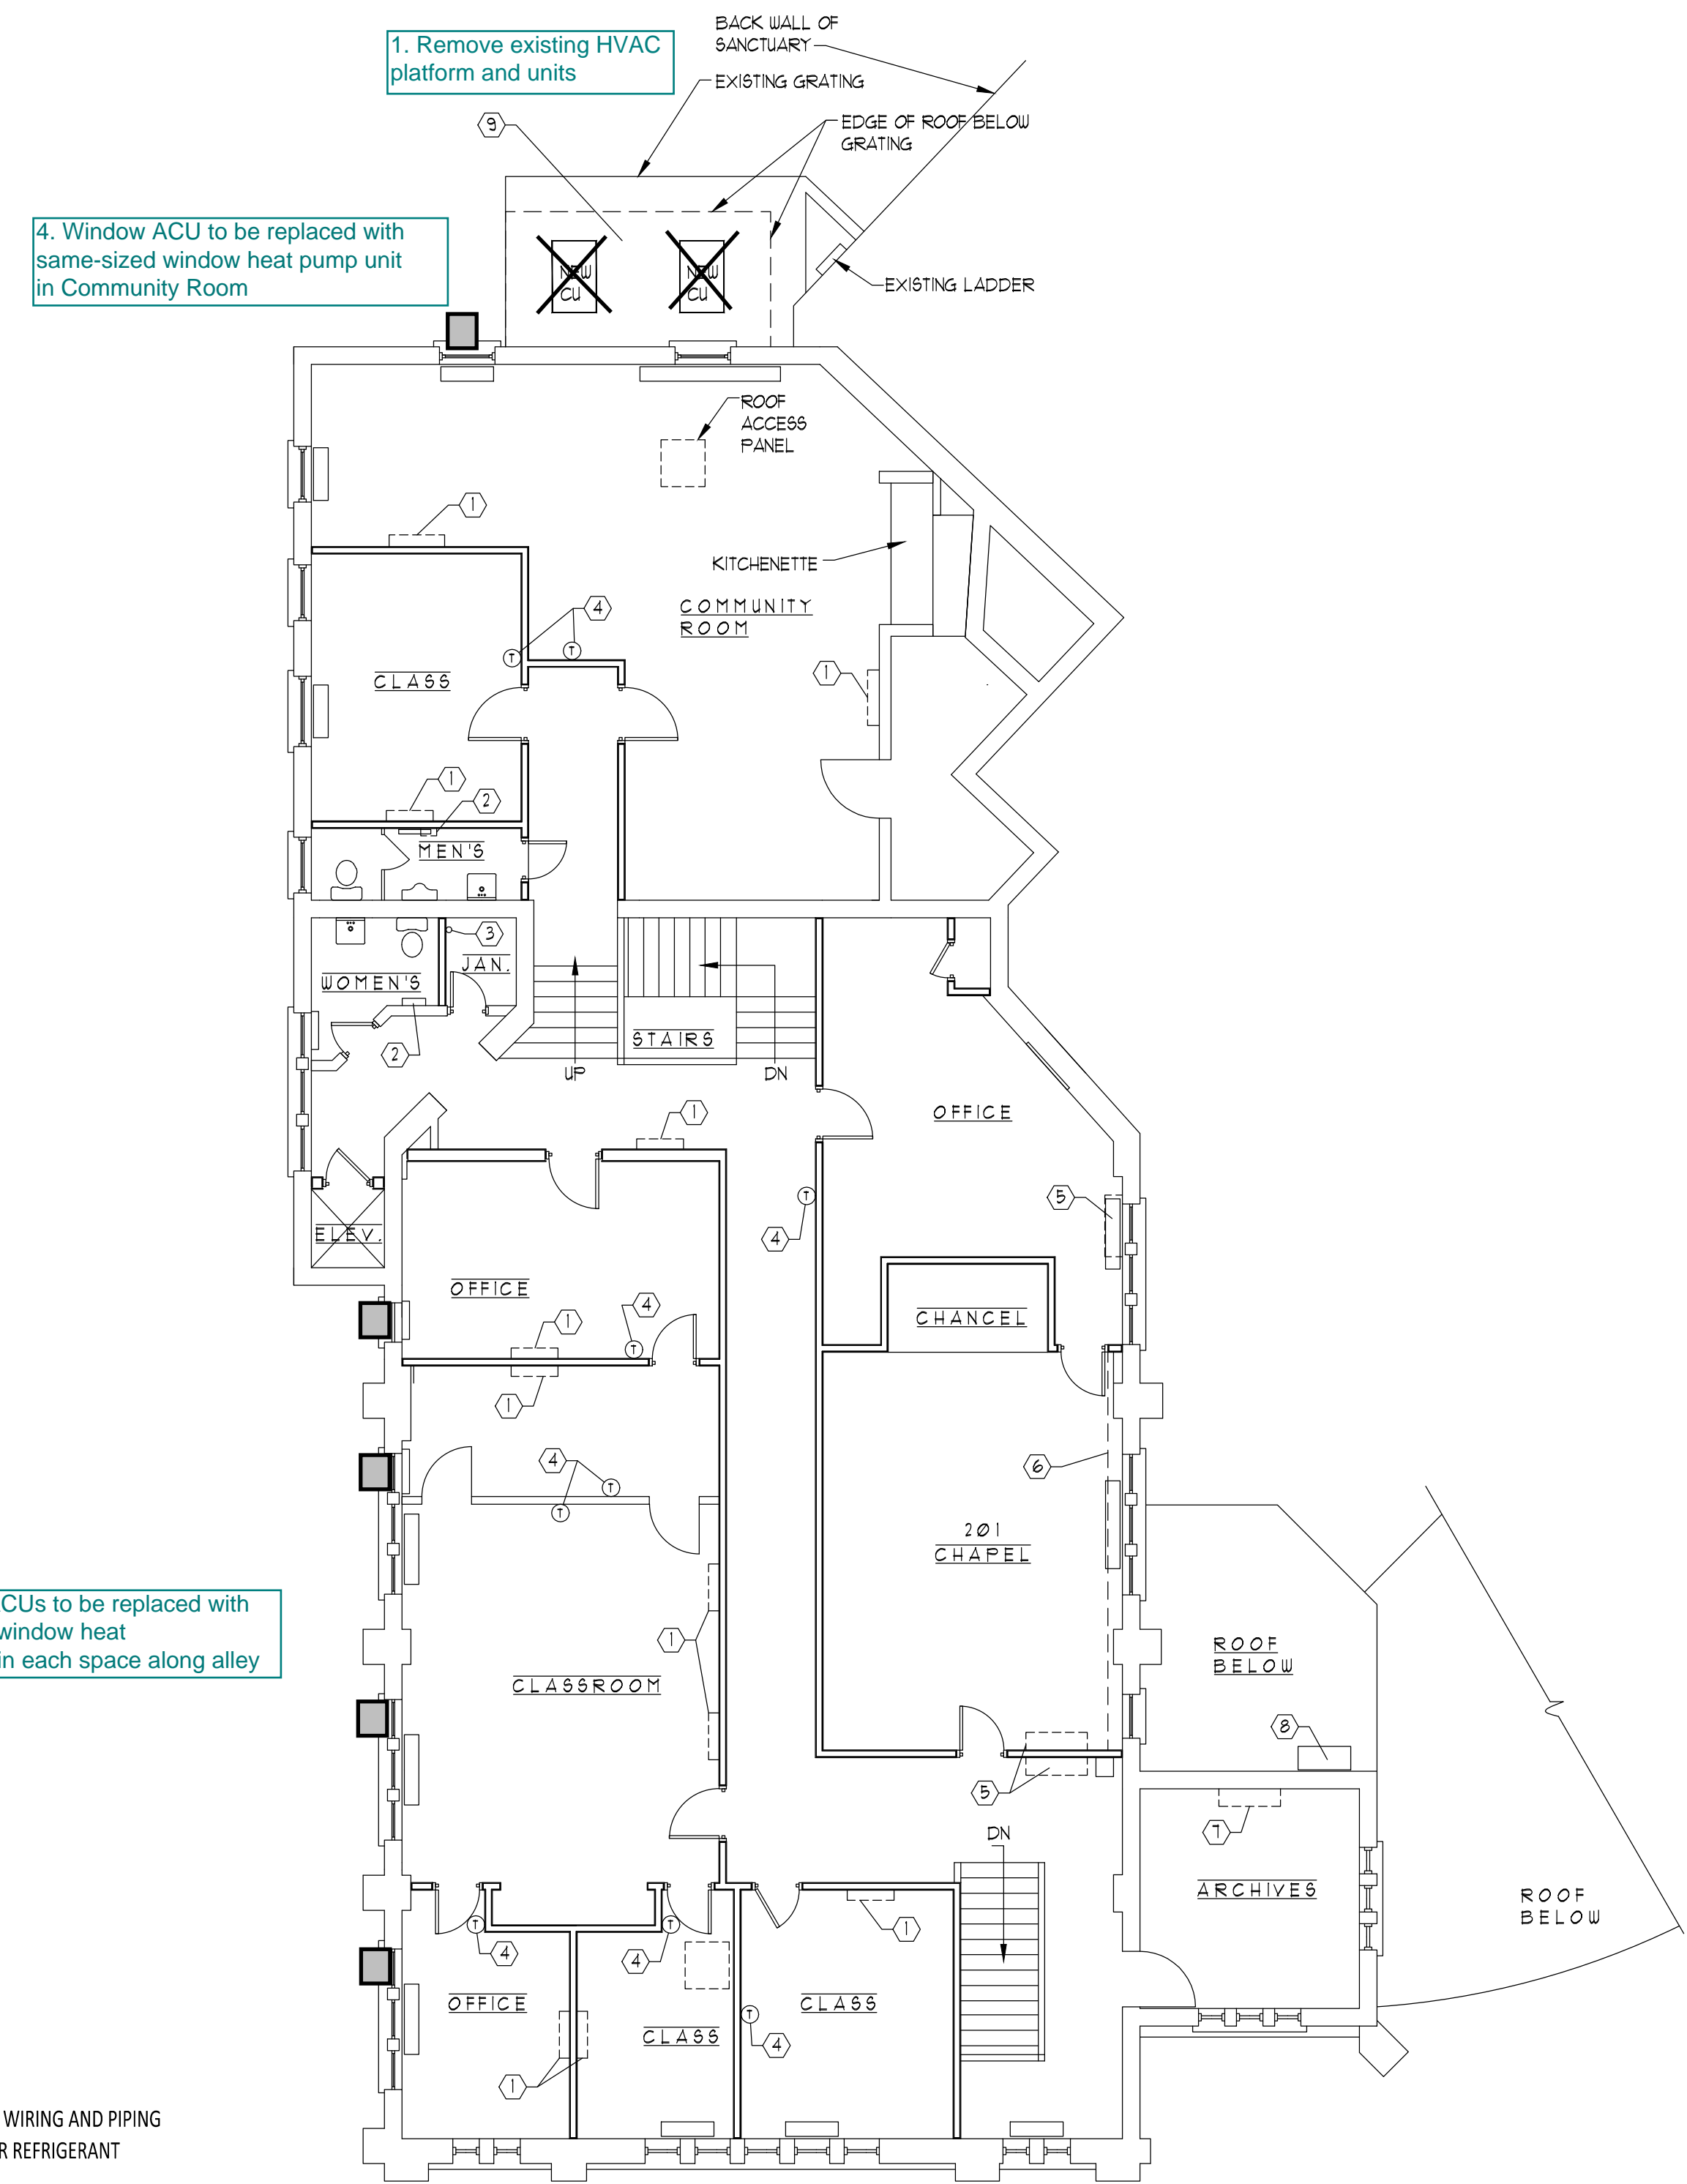 BACK WALL OF
SANCTUARY
1. Remove existing HVAC
platform and units
EXISTING GRATING
9
EDGE OF ROOF BELOW
GRATING
4. Window ACU to be replaced with
same-sized window heat pump unit
in Community Room
NEW
CU
NEW
CU
EXISTING LADDER
ROOF
ACCESS
PANEL
1
KITCHENETTE
COMMUNITY
ROOM
4
T
T
CLASS
1
1
2
MEN'S
3
JAN.
WOMEN'S
2
STAIRS
UP
DN
OFFICE
1
5
T
4
ELEV.
OFFICE
4
1
T
CHANCEL
1
4
T
T
6
201
CHAPEL
CUs to be replaced with
window heat
in each space along alley
1
ROOF
BELOW
CLASSROOM
8
5
7
DN
ARCHIVES
ROOF
BELOW
1
T
T
4
4
OFFICE
CLASS
CLASS
T
4
1
WIRING AND PIPING
R REFRIGERANT